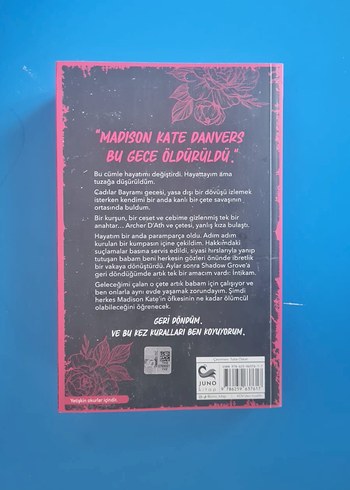 "MADISON KATE DANVERS
BU GECE ÖLDÜRÜLDÜ."
Bu cümle hayatımı değiştirdi. Hayattayım ama
tuzağa düşürüldüm.
Cadılar Bayramı gecesi, yasa dışı bir dövüşü izlemek
isterken kendimi bir anda kanlı bir çete savaşının
ortasında buldum.
Bir kurşun, bir ceset ve cebime gizlenmiş tek bir
anahtar... Archer D'Ath ve çetesi, yanlış kıza bulaştı.
Hayatım bir anda paramparça oldu. Adım adım
kurulan bir kumpasın içine çekildim. Hakkımdaki
suçlamalar basına servis edildi, siyasi hırslarıyla yanıp
tutuşan babam beni herkesin gözleri önünde ibretlik
bir vakaya dönüştürdü. Aylar sonra Shadow Grove'a
geri döndüğümde artık tek bir amacım vardı: İntikam.
Geleceğimi çalan o çete artık babam için çalışıyor ve
ben onlarla aynı evde yaşamak zorundayım. Şimdi
herkes Madison Kate'in öfkesinin ne kadar ölümcül
olabileceğini öğrenecek.
GERİ DÖNDÜM.
VE BU KEZ KURALLARI BEN KOYUYORUM.
JUNO
kitap
Yetişkin okurlar içindir.